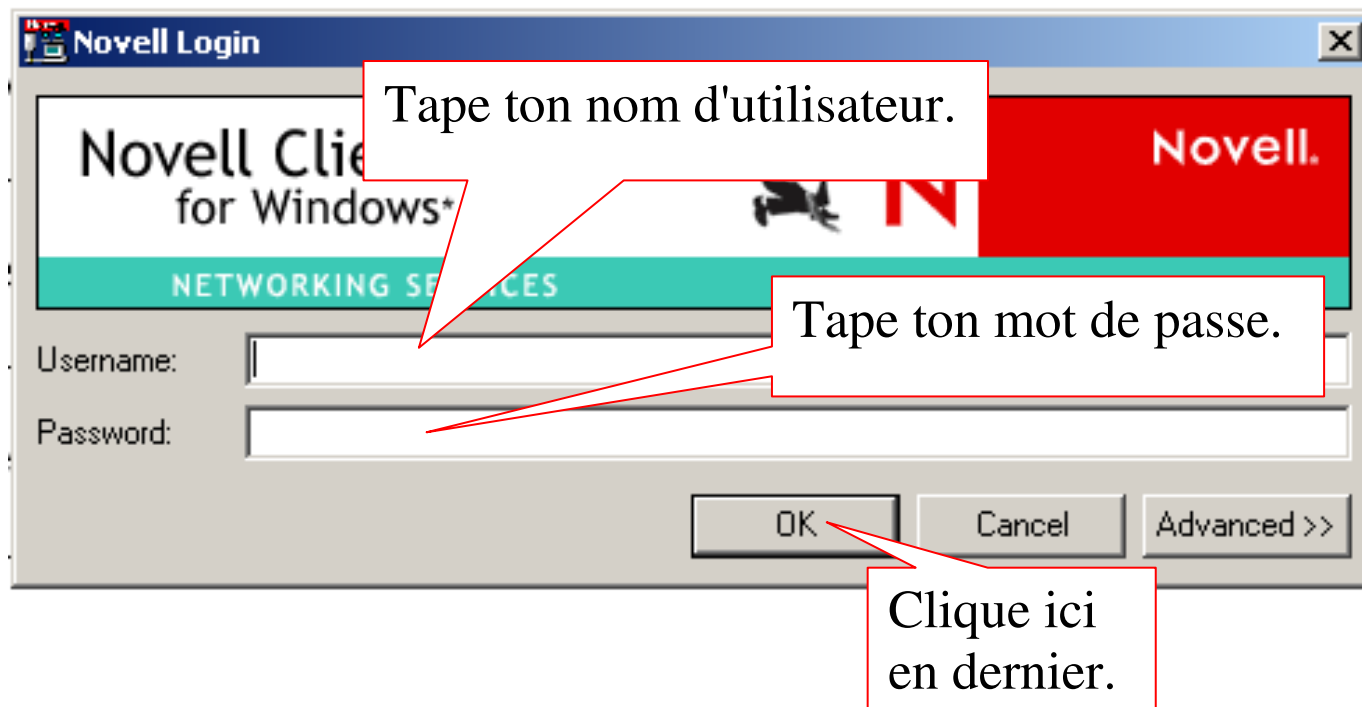 Novell Login
Tape ton nom d'utilisateur.
Novell
for Windows*
N
Novell.
NETWORKING
Tape ton mot de passe.
Username:
Password:
OK
Cancel
Advanced >>
Clique ici
en dernier.